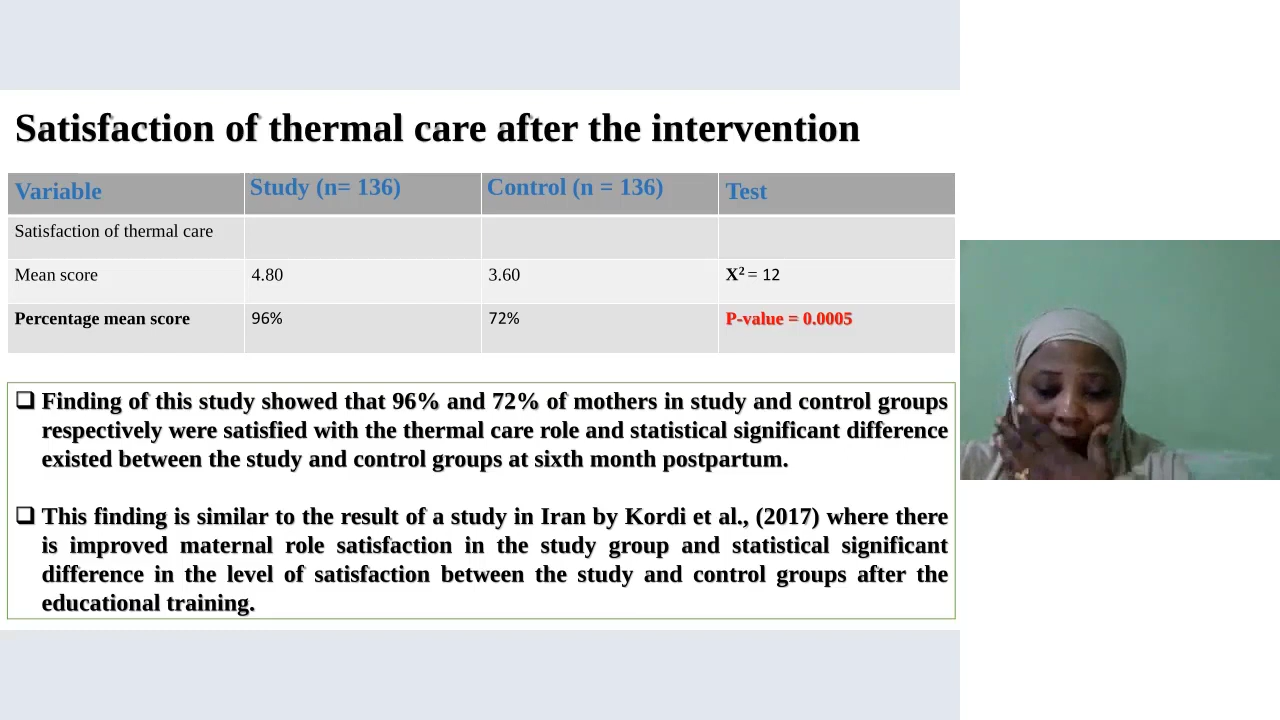 Satisfaction of thermal care after the intervention
Variable Study (n= 136) Control (n = 136) Test
Satisfaction of thermal care
Mean score 4.80 3.60 X² = 12
Percentage mean score 96% 72% P-value = 0.0005
❑ Finding of this study showed that 96% and 72% of mothers in study and control groups
respectively were satisfied with the thermal care role and statistical significant difference
existed between the study and control groups at sixth month postpartum.
❑ This finding is similar to the result of a study in Iran by Kordi et al., (2017) where there
is improved maternal role satisfaction in the study group and statistical significant
difference in the level of satisfaction between the study and control groups after the
educational training.